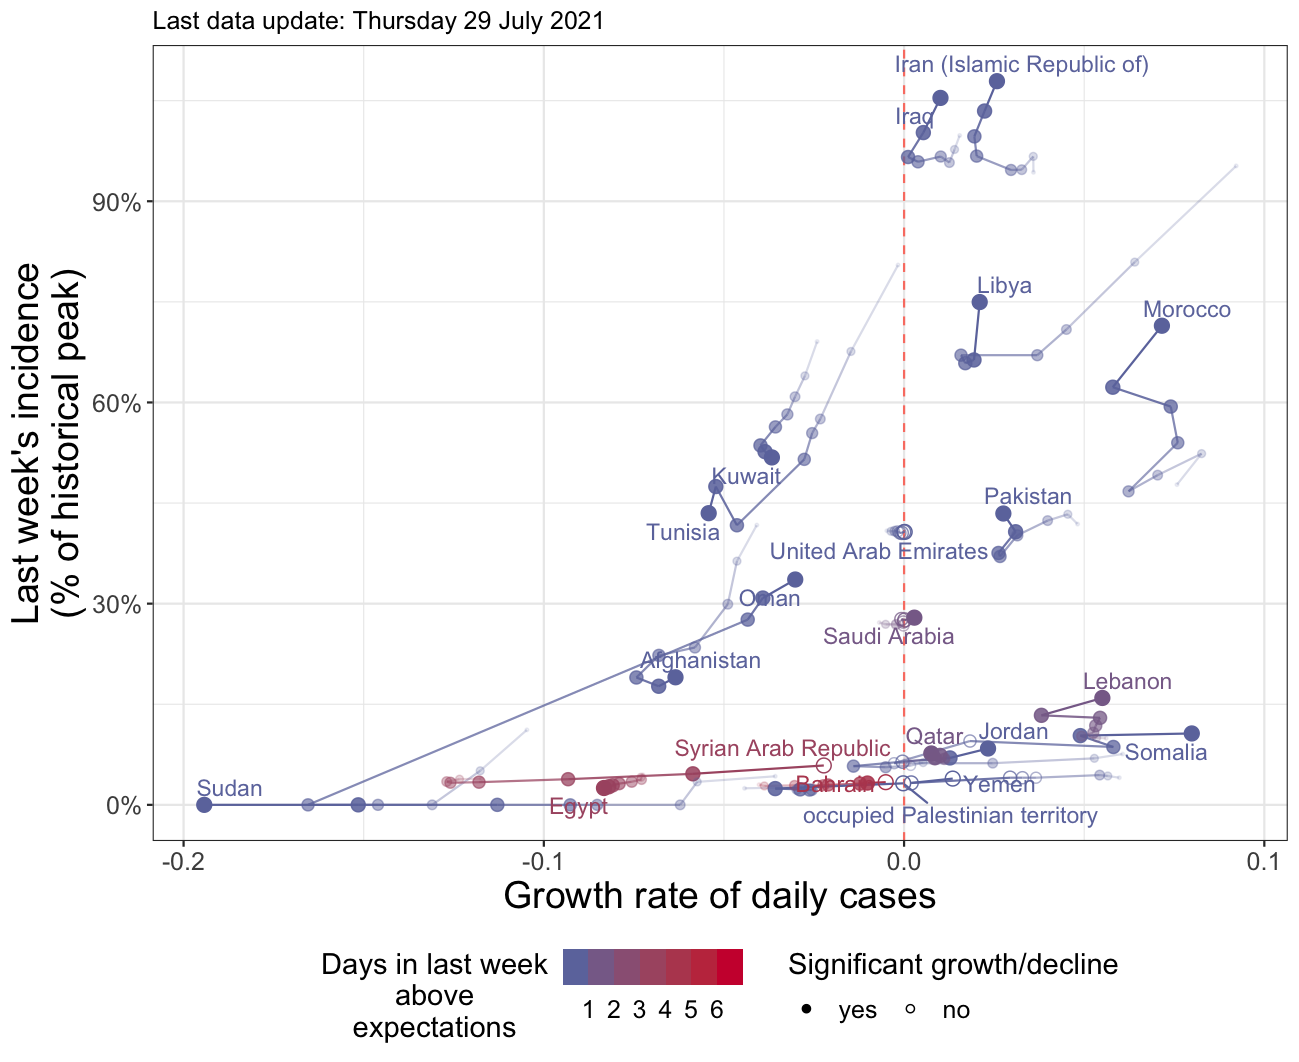 Last data update: Thursday 29 July 2021
Last week's incidence
(% of historical peak)
90%
60%
30%
0%
Iran (Islamic Republic of)
Iraq
Libya
Morocco
Kuwait
Pakistan
Tunisia
United Arab Emirates
Oman
Saudi Arabia
Afghanistan
Lebanon
Qatar
Jordan
Syrian Arab Republic
Somalia
Sudan
Bahrain
Yemen
Egypt
occupied Palestinian territory
-0.2
-0.1
0.0
0.1
Growth rate of daily cases
Days in last week
above
expectations
1 2 3 4 5 6
Significant growth/decline
yes no